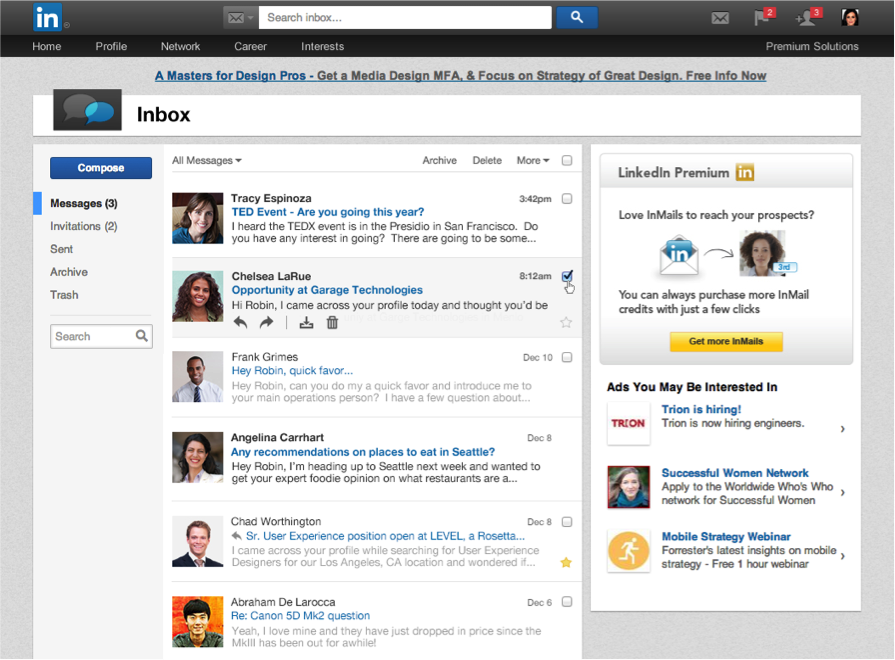 in ®
Search inbox...
2
3
Home Profile Network Career Interests Premium Solutions
A Masters for Design Pros - Get a Media Design MFA, & Focus on Strategy of Great Design. Free Info Now
Inbox
Compose
Messages (3)
Invitations (2)
Sent
Archive
Trash
Search
All Messages Archive Delete More
Tracy Espinoza 3:42pm
TED Event - Are you going this year?
I heard the TEDX event is in the Presidio in San Francisco. Do
you have any interest in going? There are going to be some...
Chelsea LaRue 8:12am
Opportunity at Garage Technologies
Hi Robin, I came across your profile today and thought you'd be
Frank Grimes Dec 10
Hey Robin, quick favor...
Hey Robin, can you do my a quick favor and introduce me to
your main operations person? I have a few question about...
Angelina Carrhart Dec 8
Any recommendations on places to eat in Seattle?
Hey Robin, I'm heading up to Seattle next week and wanted to
get your expert foodie opinion on what restaurants are a...
Chad Worthington Dec 8
Sr. User Experience position open at LEVEL, a Rosetta...
I came across your profile while searching for User Experience
Designers for our Los Angeles, CA location and wondered if...
Abraham De Larocca Dec 6
Re: Canon 5D Mk2 question
Yeah, I love mine and they have just dropped in price since the
MkIII has been out for awhile!
LinkedIn Premium in
Love InMails to reach your prospects?
in
3rd
You can always purchase more InMail
credits with just a few clicks
Get more InMails
Ads You May Be Interested In
TRION
Trion is hiring!
Trion is now hiring engineers.
Successful Women Network
Apply to the Worldwide Who's Who
network for Successful Women
Mobile Strategy Webinar
Forrester's latest insights on mobile
strategy - Free 1 hour webinar